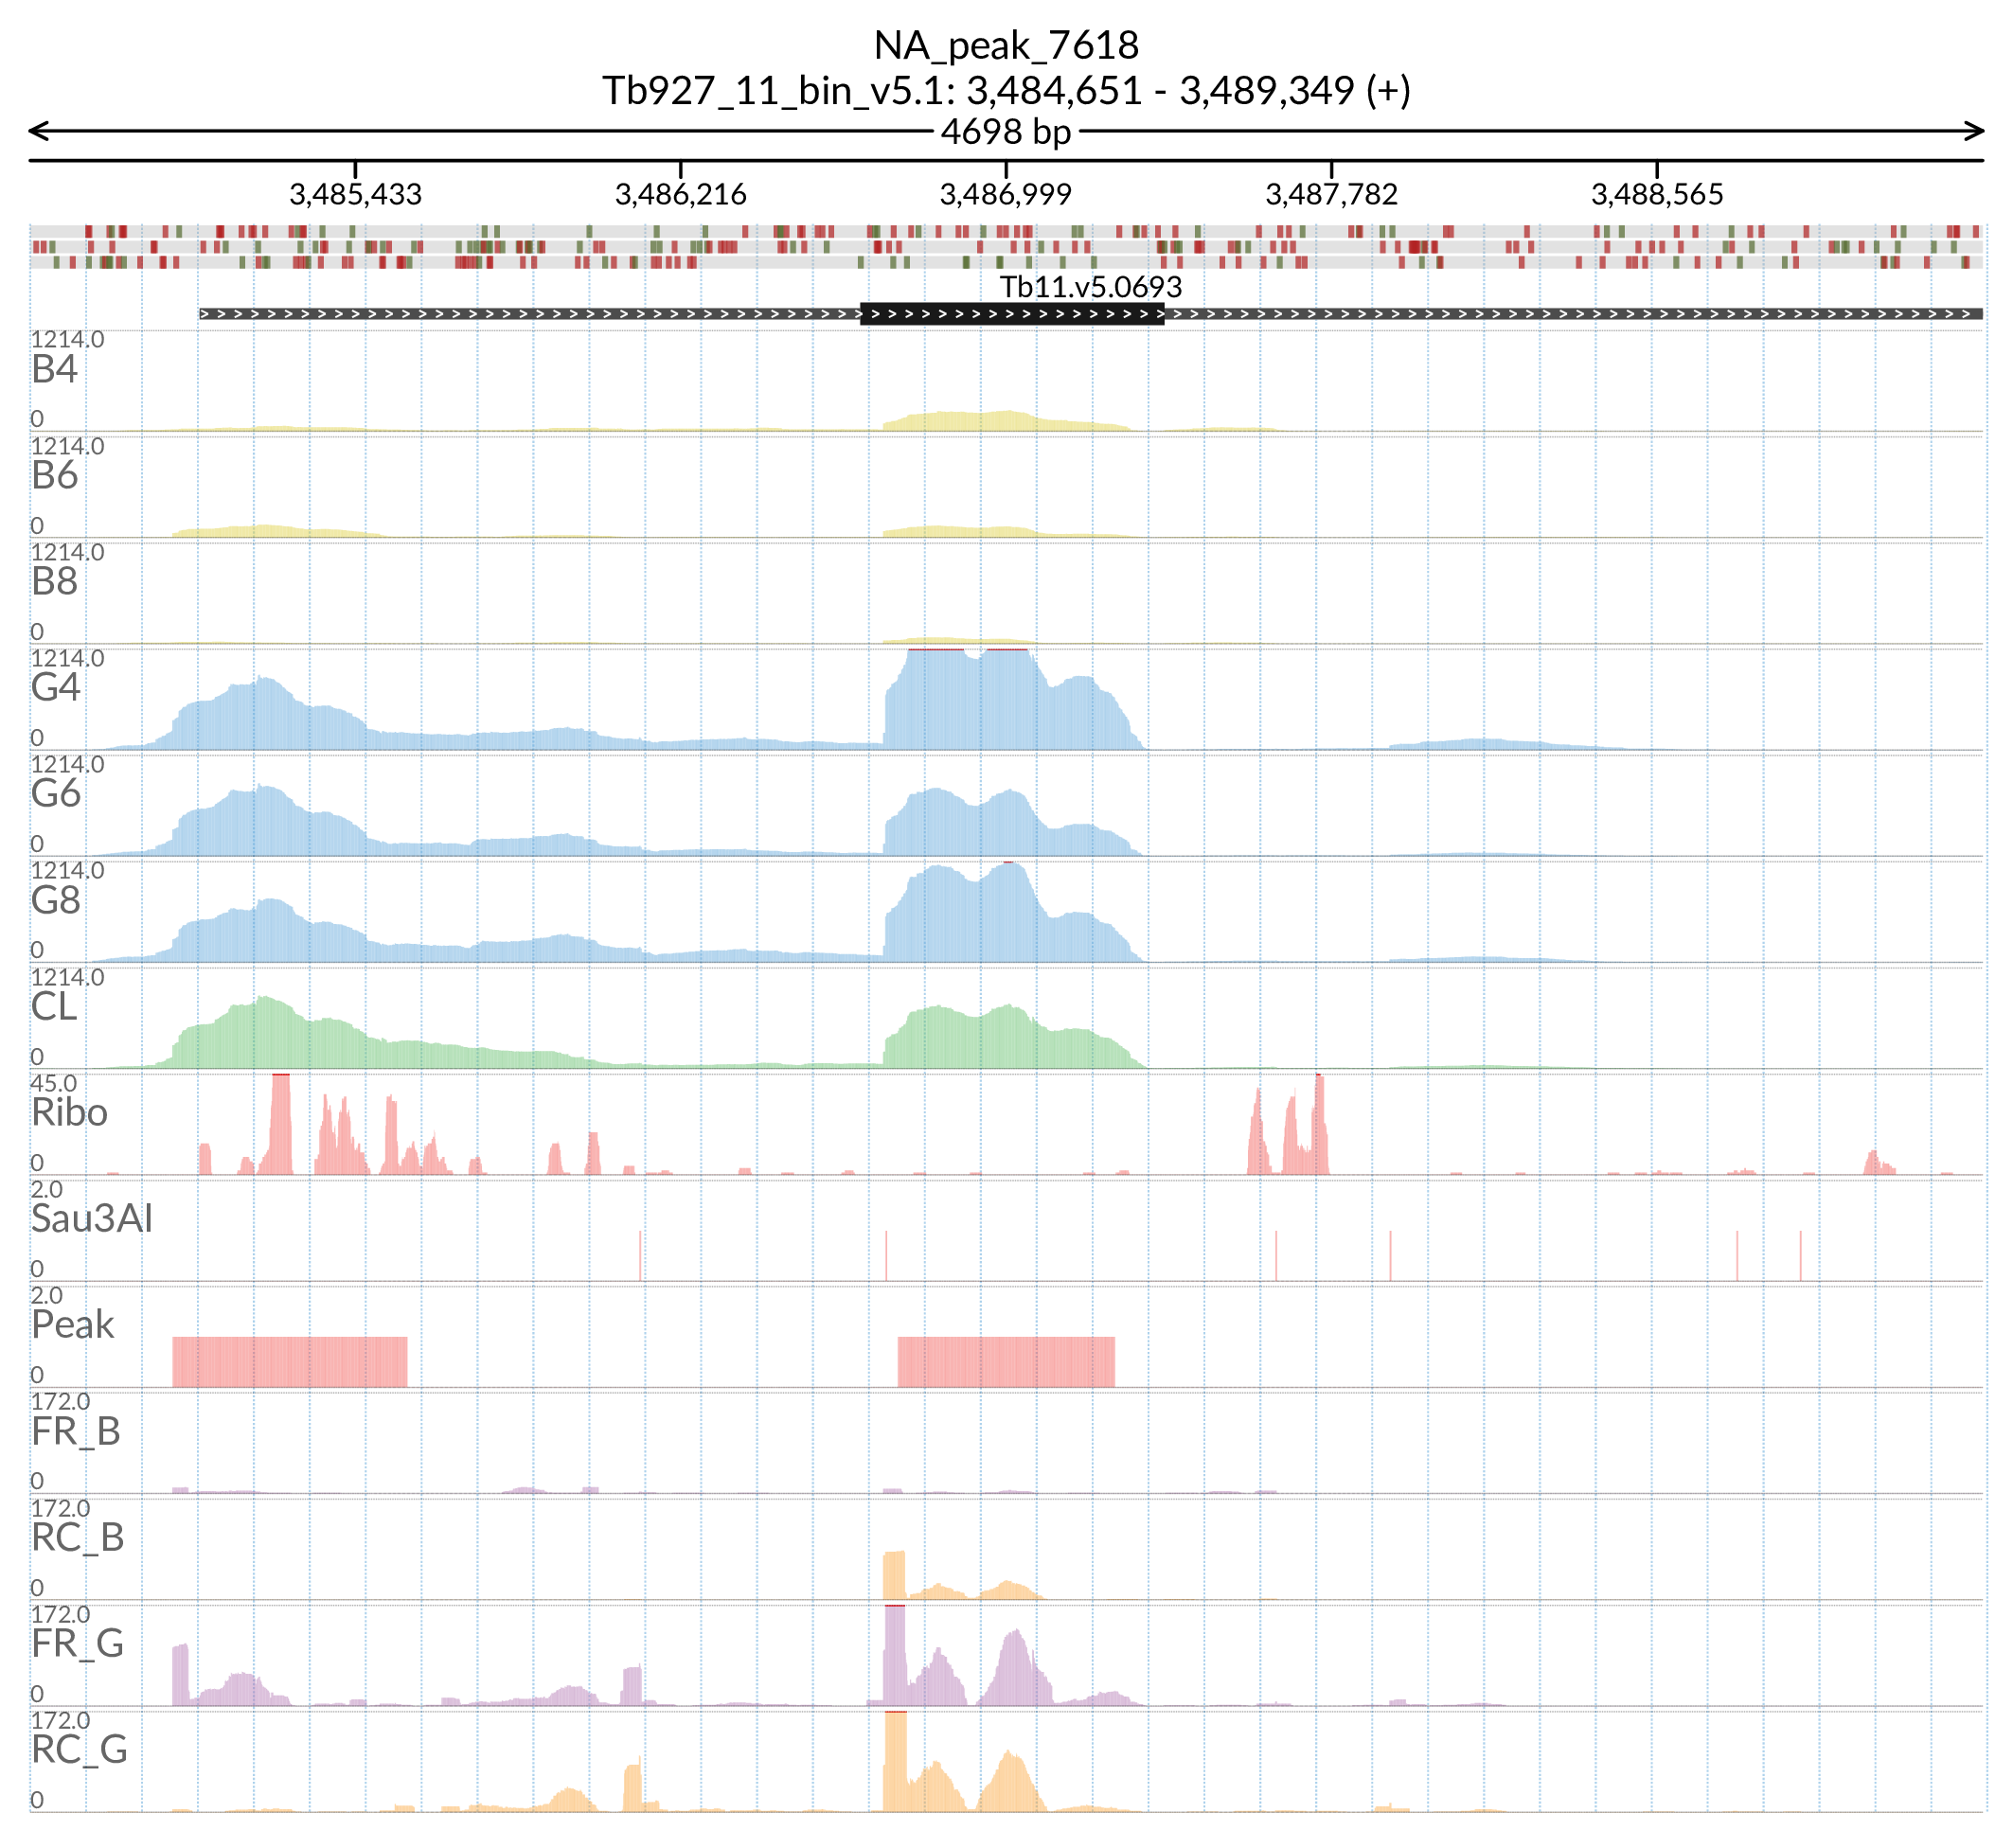 NA_peak_7618
Tb927_11_bin_v5.1: 3,484,651 - 3,489,349 (+)
4698 bp
3,485,433 3,486,216 3,486,999 3,487,782 3,488,565
Tb11.v5.0693
1214.0
B4
0
1214.0
B6
0
1214.0
B8
0
1214.0
G4
0
1214.0
G6
0
1214.0
G8
0
1214.0
CL
0
45.0
Ribo
0
2.0
Sau3AI
0
2.0
Peak
0
172.0
FR_B
0
172.0
RC_B
0
172.0
FR_G
0
172.0
RC_G
0